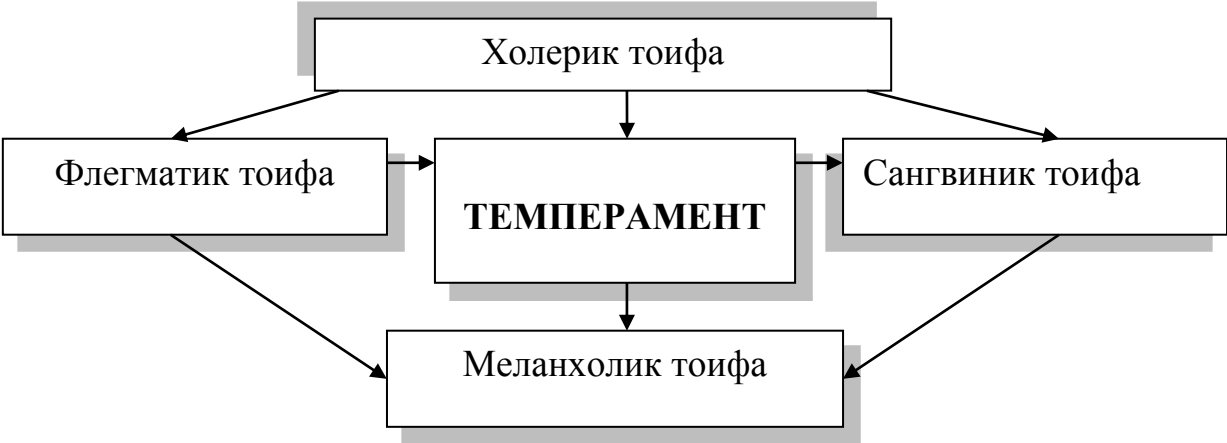 Холерик тоифа
Флегматик тоифа
ТЕМПЕРАМЕНТ
Сангвиник тоифа
Меланхолик тоифа